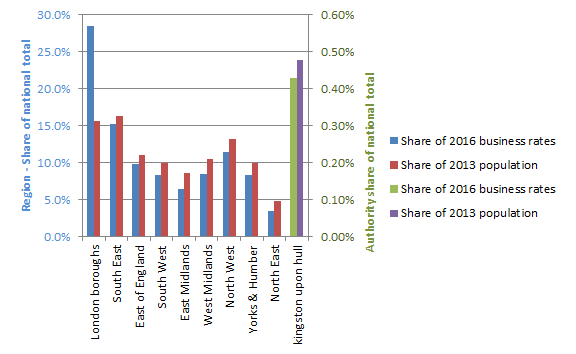 30.0%
25.0%
20.0%
15.0%
10.0%
5.0%
0.0%
Region - Share of national total
0.60%
0.50%
0.40%
0.30%
0.20%
0.10%
0.00%
Authority share of national total
London boroughs
South East
East of England
South West
East Midlands
West Midlands
North West
Yorks & Humber
North East
kingston upon hull
Share of 2016 business rates
Share of 2013 population
Share of 2016 business rates
Share of 2013 population